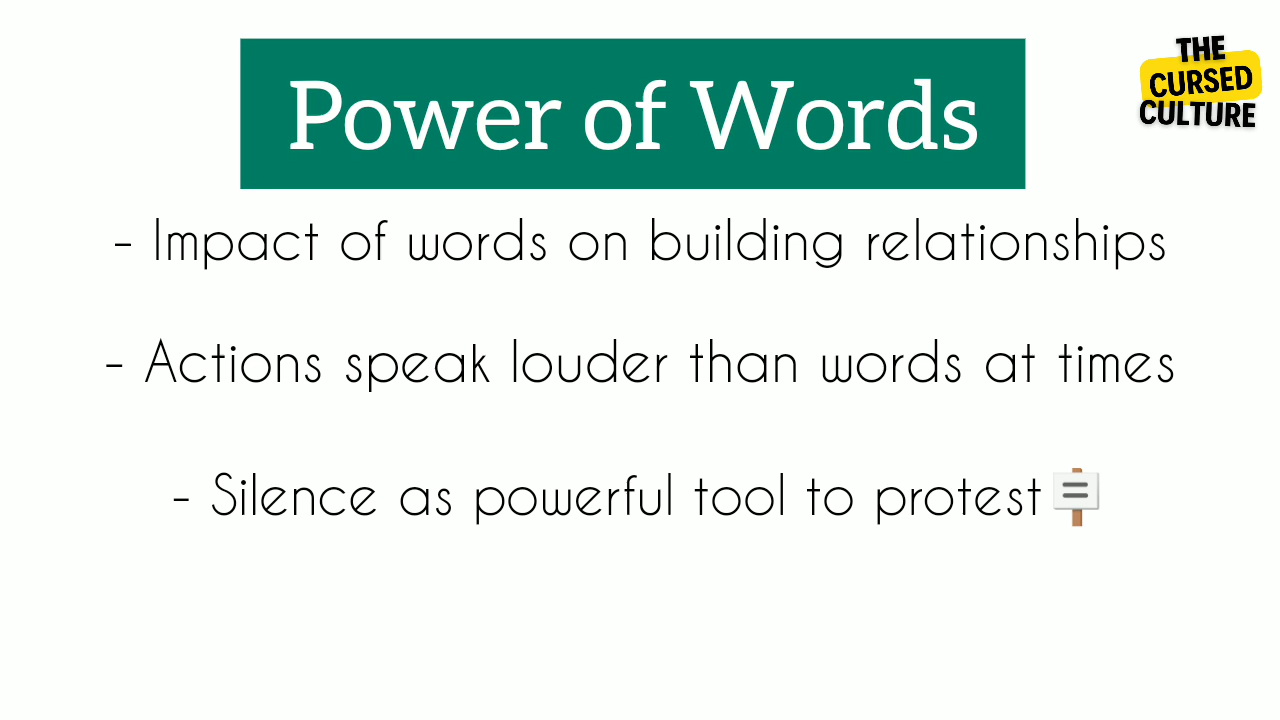 Power of Words
THE
CURSED
CULTURE
- Impact of words on building relationships
- Actions speak louder than words at times
- Silence as powerful tool to protest🪧